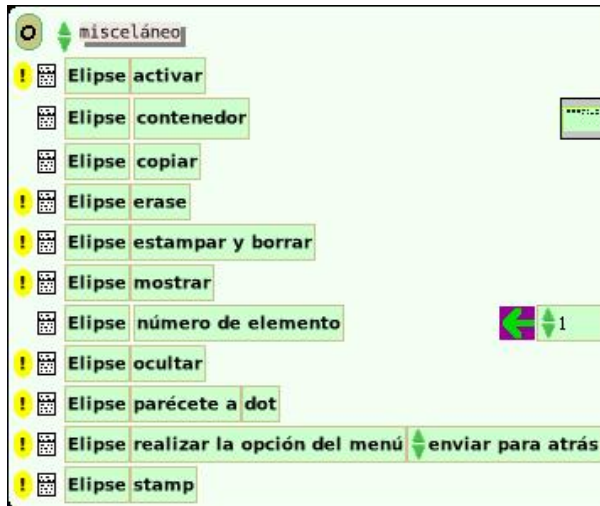 misceláneo
! Elipse activar
Elipse contenedor
Elipse copiar
! Elipse erase
! Elipse estampar y borrar
! Elipse mostrar
Elipse número de elemento 1
! Elipse ocultar
! Elipse parécete a dot
! Elipse realizar la opción del menú enviar para atrás
! Elipse stamp